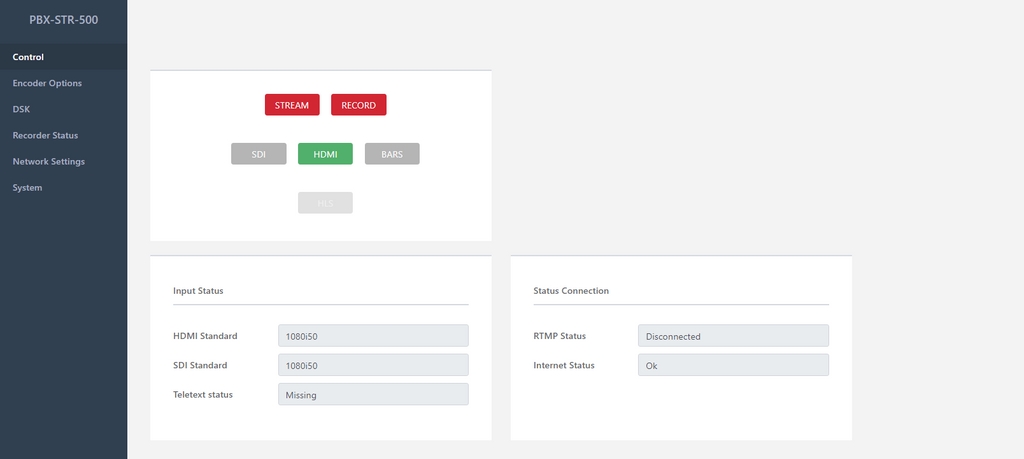 PBX-STR-500
Control
Encoder Options
DSK
Recorder Status
Network Settings
System
STREAM RECORD
SDI HDMI BARS
HLS
Input Status
HDMI Standard 1080i50
SDI Standard 1080i50
Teletext status Missing
Status Connection
RTMP Status Disconnected
Internet Status Ok